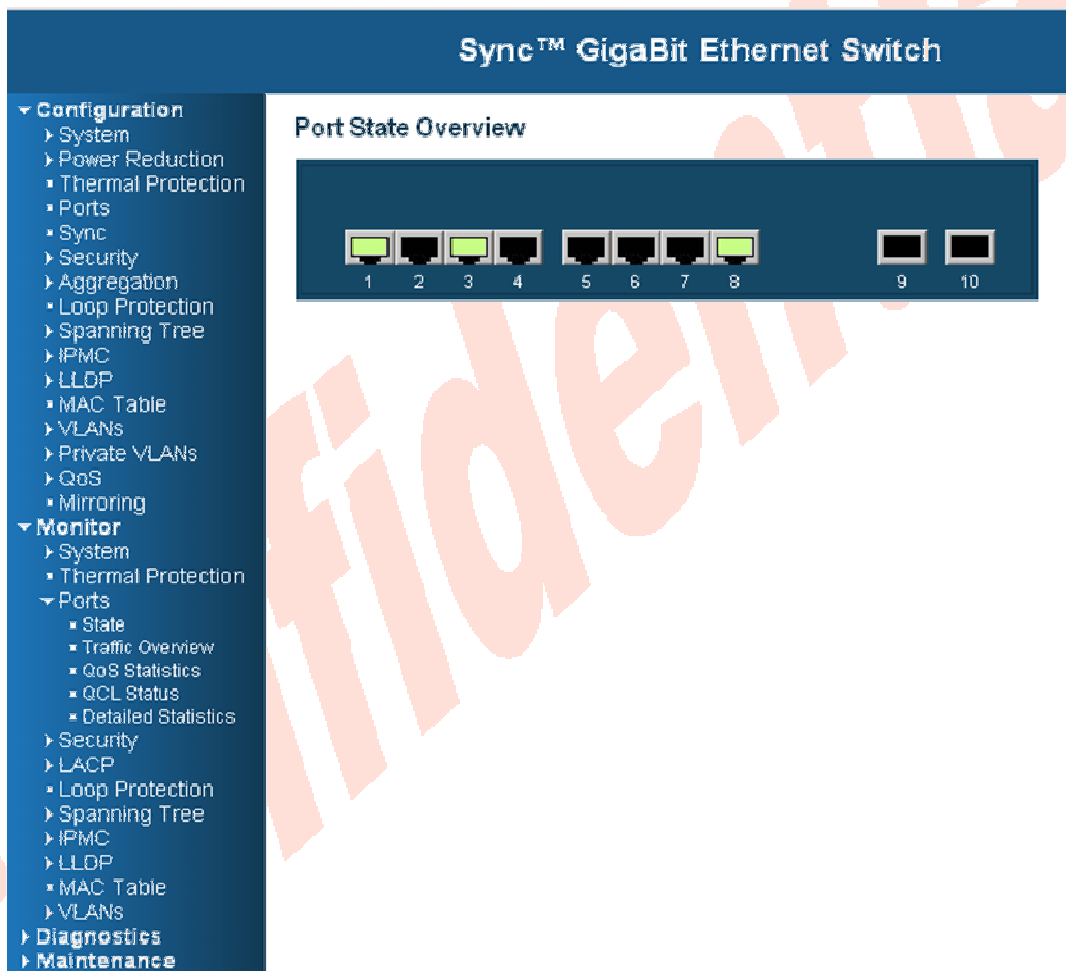 Sync™ GigaBit Ethernet Switch
Configuration
System
Power Reduction
Thermal Protection
Ports
Sync
Security
Aggregation
Loop Protection
Spanning Tree
IPMC
LLDP
MAC Table
VLANs
Private VLANs
QoS
Mirroring
Monitor
System
Thermal Protection
Ports
State
Traffic Overview
QoS Statistics
QCL Status
Detailed Statistics
Security
LACP
Loop Protection
Spanning Tree
IPMC
LLDP
MAC Table
VLANs
Diagnostics
Maintenance
Port State Overview
1 2 3 4 5 6 7 8 9 10